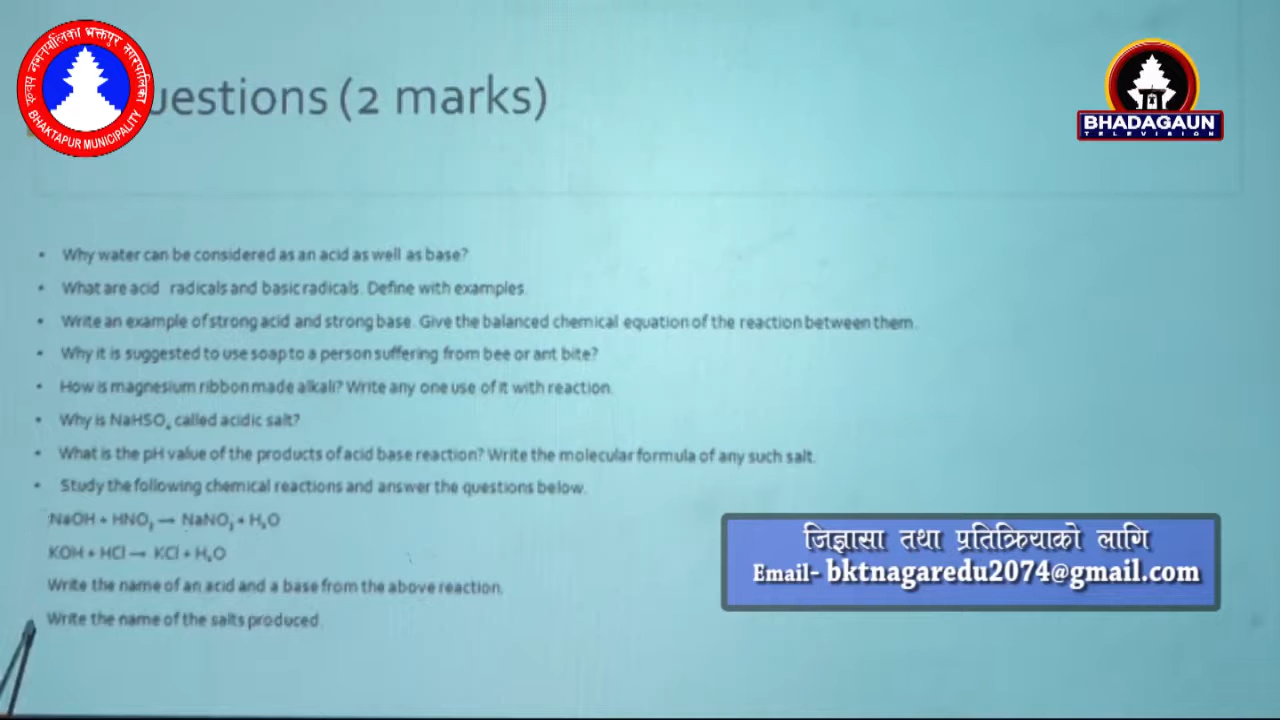 भक्तपुर नगरपालिका
BHAKTAPUR MUNICIPALITY
uestions (2 marks)
BHADAGAUN
TELEVISION
• Why water can be considered as an acid as well as base?
• What are acid radicals and basic radicals. Define with examples.
• Write an example of strong acid and strong base. Give the balanced chemical equation of the reaction between them.
• Why it is suggested to use soap to a person suffering from bee or ant bite?
• How is magnesium ribbon made alkali? Write any one use of it with reaction.
• Why is NaHSO₄ called acidic salt?
• What is the pH value of the products of acid base reaction? Write the molecular formula of any such salt.
• Study the following chemical reactions and answer the questions below.
NaOH + HNO₃ → NaNO₃ + H₂O
KOH + HCl → KCl + H₂O
Write the name of an acid and a base from the above reaction.
Write the name of the salts produced.
जिज्ञासा तथा प्रतिक्रियाको लागि
Email- bktnagaredu2074@gmail.com